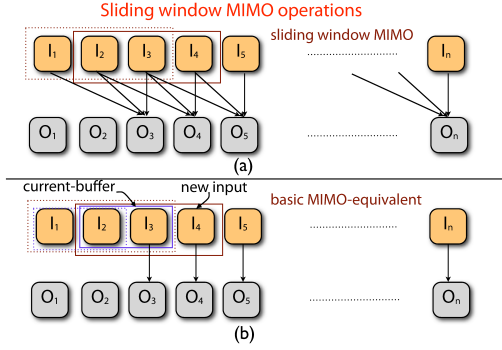 Sliding window MIMO operations
I1 I2 I3 I4 I5 sliding window MIMO In
O1 O2 O3 O4 O5 On
(a)
current-buffer new input basic MIMO-equivalent
I1 I2 I3 I4 I5 In
O1 O2 O3 O4 O5 On
(b)